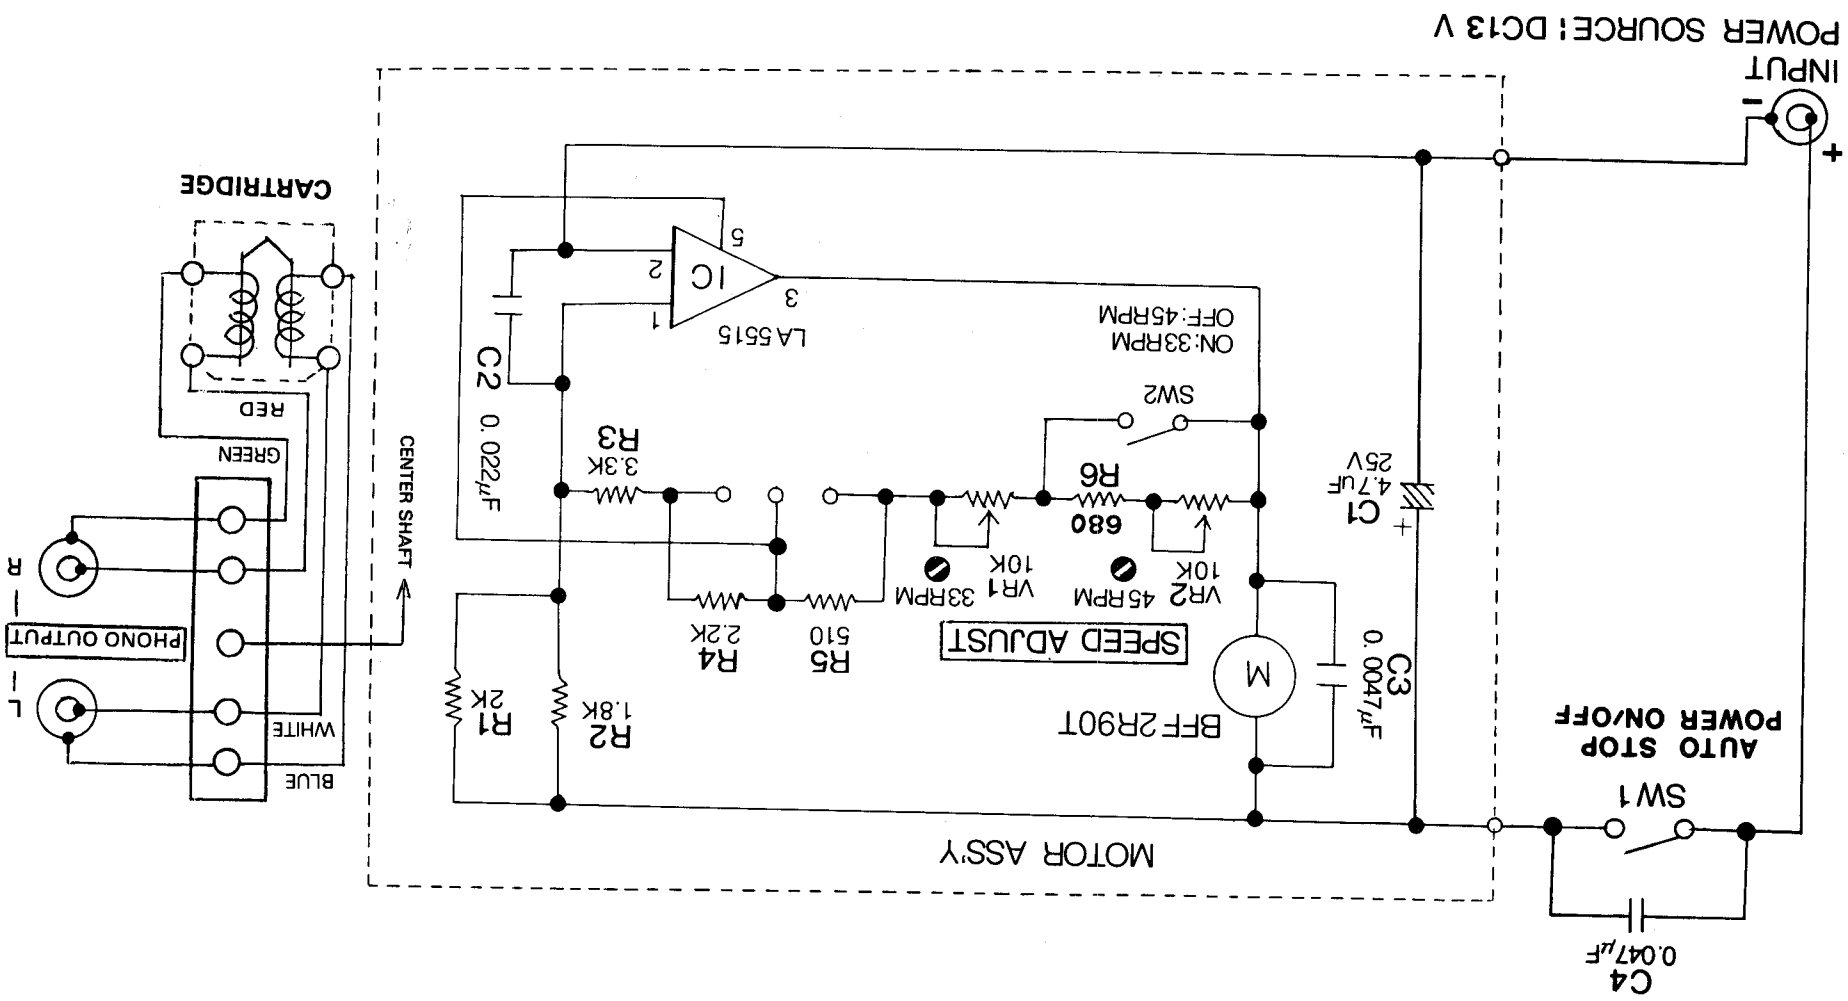 C4
0.047µF
SW1
AUTO STOP
POWER ON/OFF
+
-
INPUT
POWER SOURCE: DC13 V
MOTOR ASS'Y
C1
4.7uF
25V
+
C3
0.0047µF
BFF2R90T
M
SPEED ADJUST
45RPM
VR2
10K
33RPM
VR1
10K
680
R6
SW2
ON:33RPM
OFF:45RPM
R5
510
R4
2.2K
R3
3.3K
R2
1.8K
R1
2K
LA5515
IC
1
2
3
5
C2 0.022µF
CENTER SHAFT
BLUE
WHITE
GREEN
RED
L
—
PHONO OUTPUT
—
R
CARTRIDGE